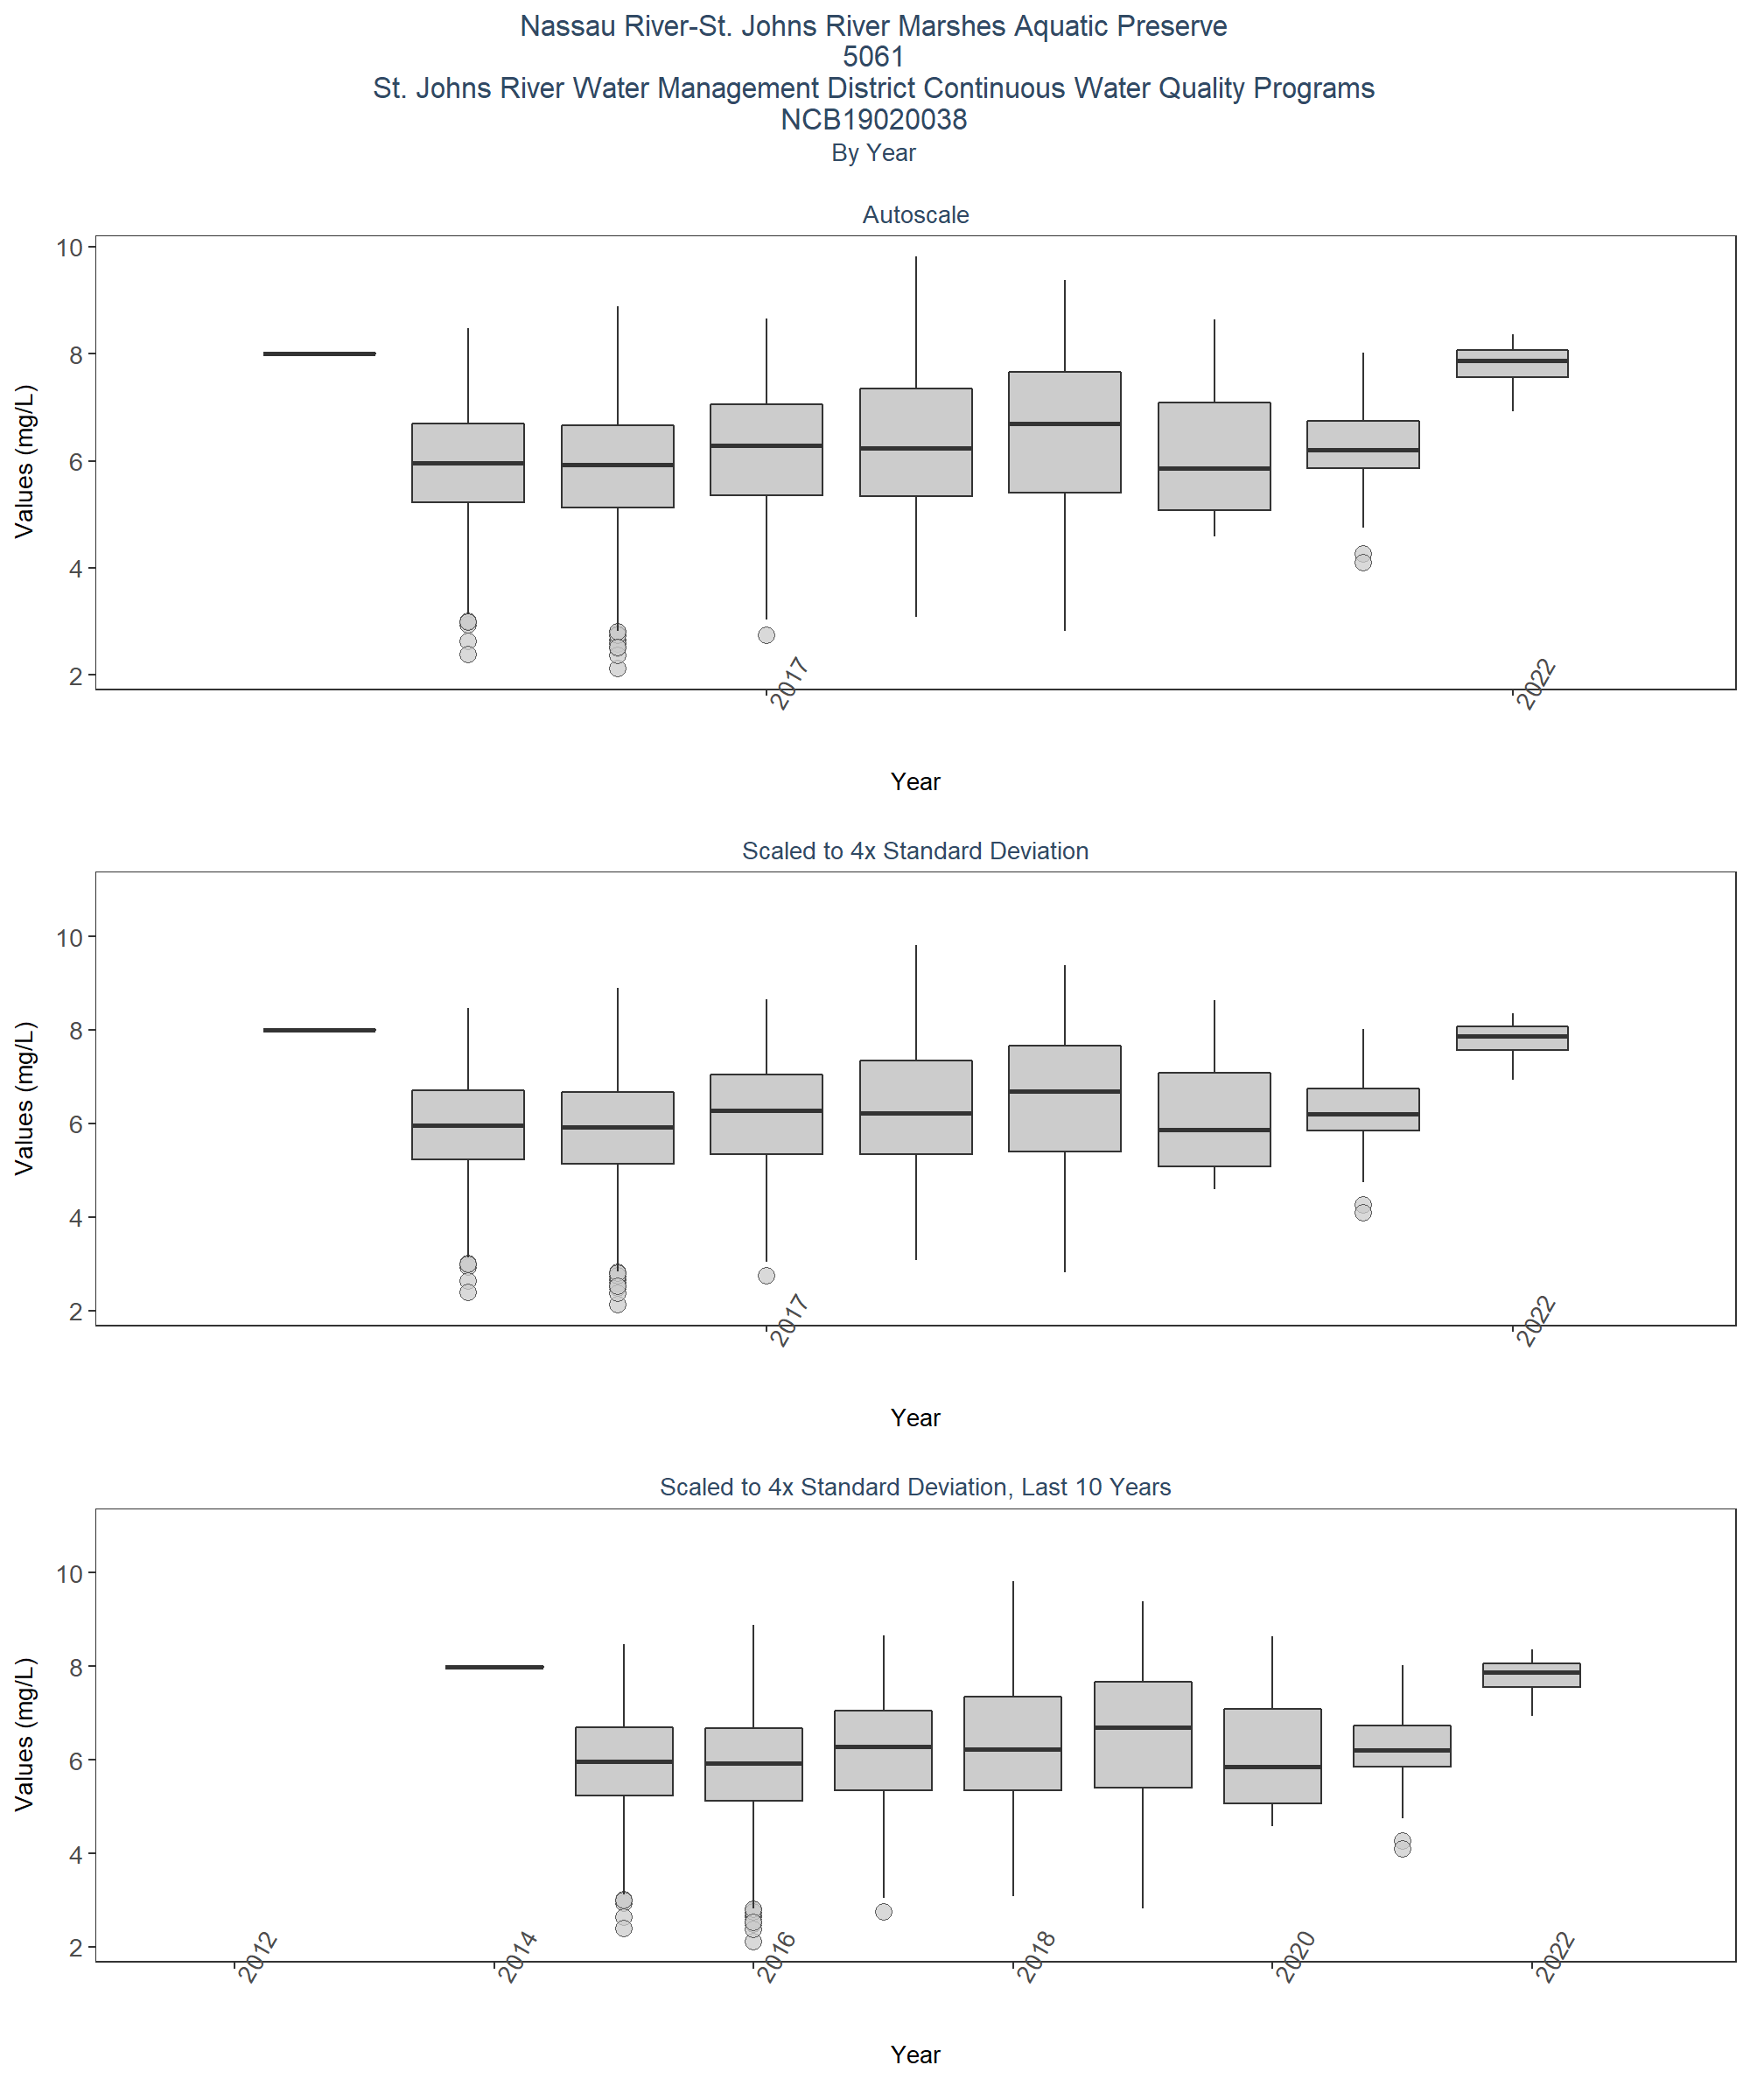 Nassau River-St. Johns River Marshes Aquatic Preserve
5061
St. Johns River Water Management District Continuous Water Quality Programs
NCB19020038
By Year
Autoscale
Values (mg/L)
10
8
6
4
2
2017
2022
Year
Scaled to 4x Standard Deviation
Values (mg/L)
10
8
6
4
2
2017
2022
Year
Scaled to 4x Standard Deviation, Last 10 Years
Values (mg/L)
10
8
6
4
2
2012
2014
2016
2018
2020
2022
Year